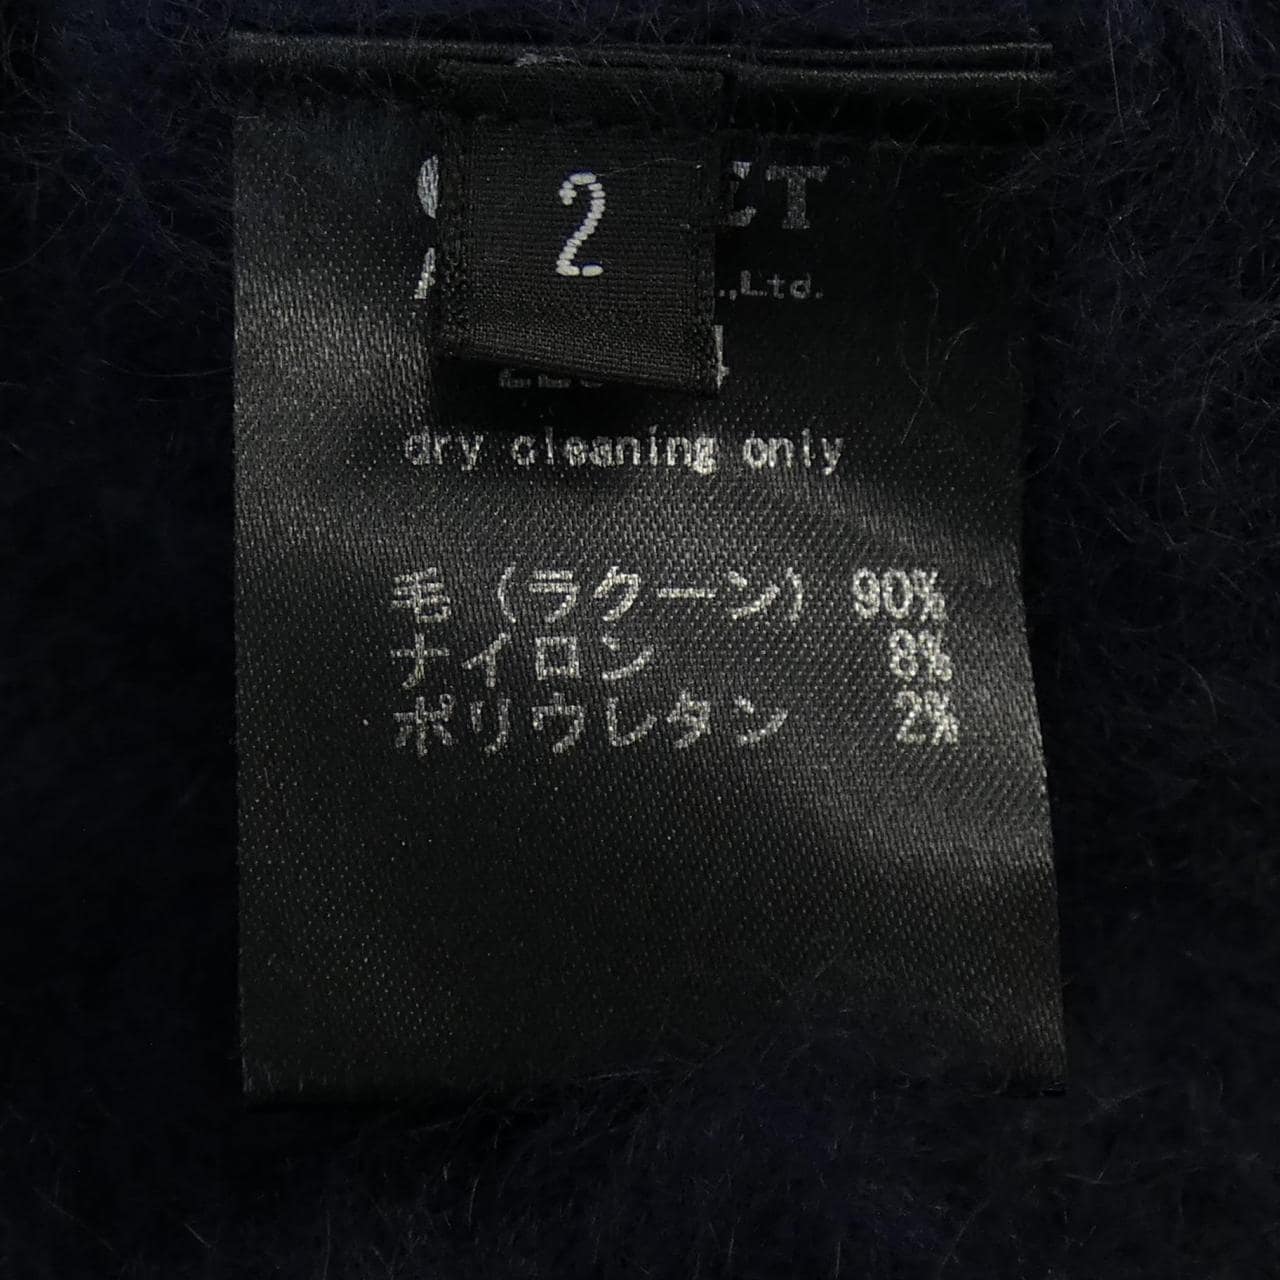 2
.,Ltd.
dry cleaning only
毛 (ラクーン) 90%
ナイロン 8%
ポリウレタン 2%